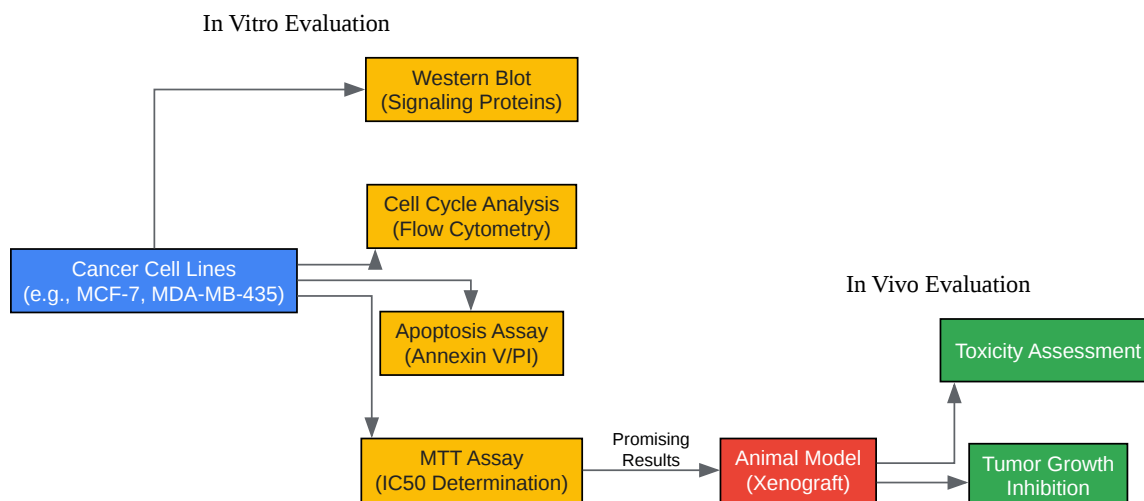 In Vitro Evaluation
Western Blot
(Signaling Proteins)
Cell Cycle Analysis
(Flow Cytometry)
Cancer Cell Lines
(e.g., MCF-7, MDA-MB-435)
In Vivo Evaluation
Apoptosis Assay
(Annexin V/PI)
Toxicity Assessment
MTT Assay
(IC50 Determination)
Promising
Results
Animal Model
(Xenograft)
Tumor Growth
Inhibition